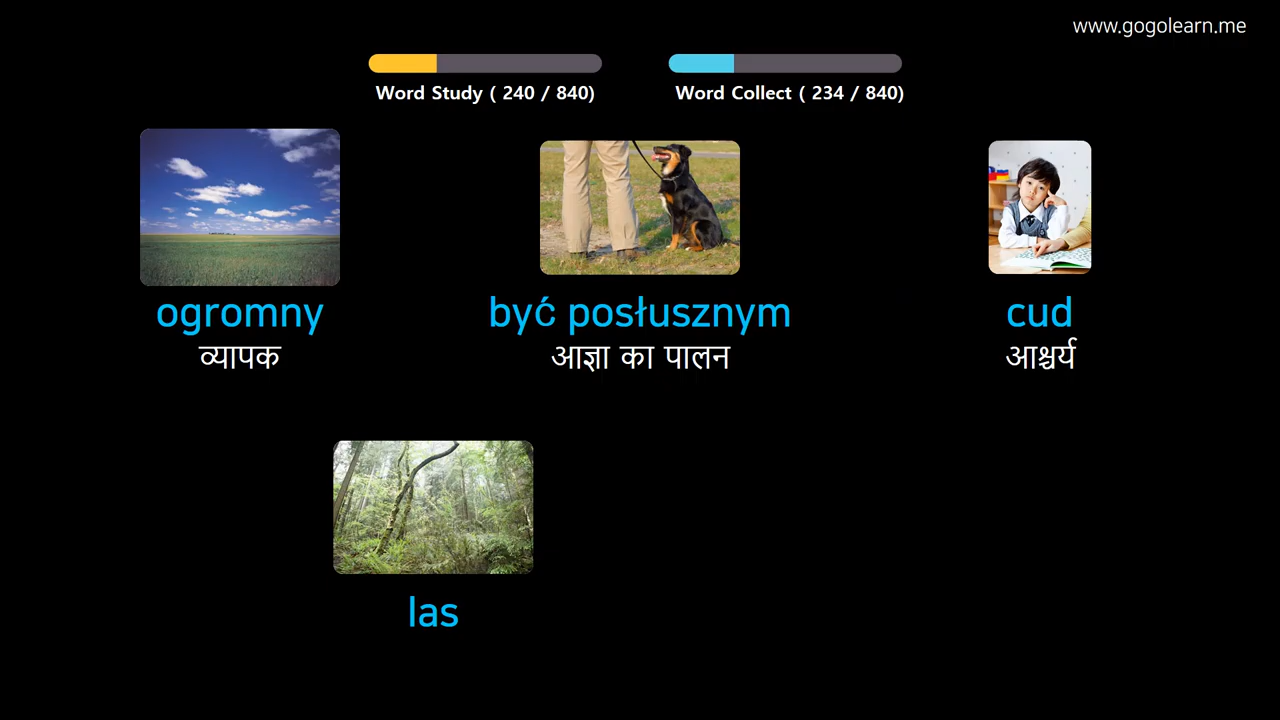 www.gogolearn.me
Word Study ( 240 / 840)
Word Collect ( 234 / 840)
ogromny
व्यापक
być posłusznym
आज्ञा का पालन
cud
आश्चर्य
las